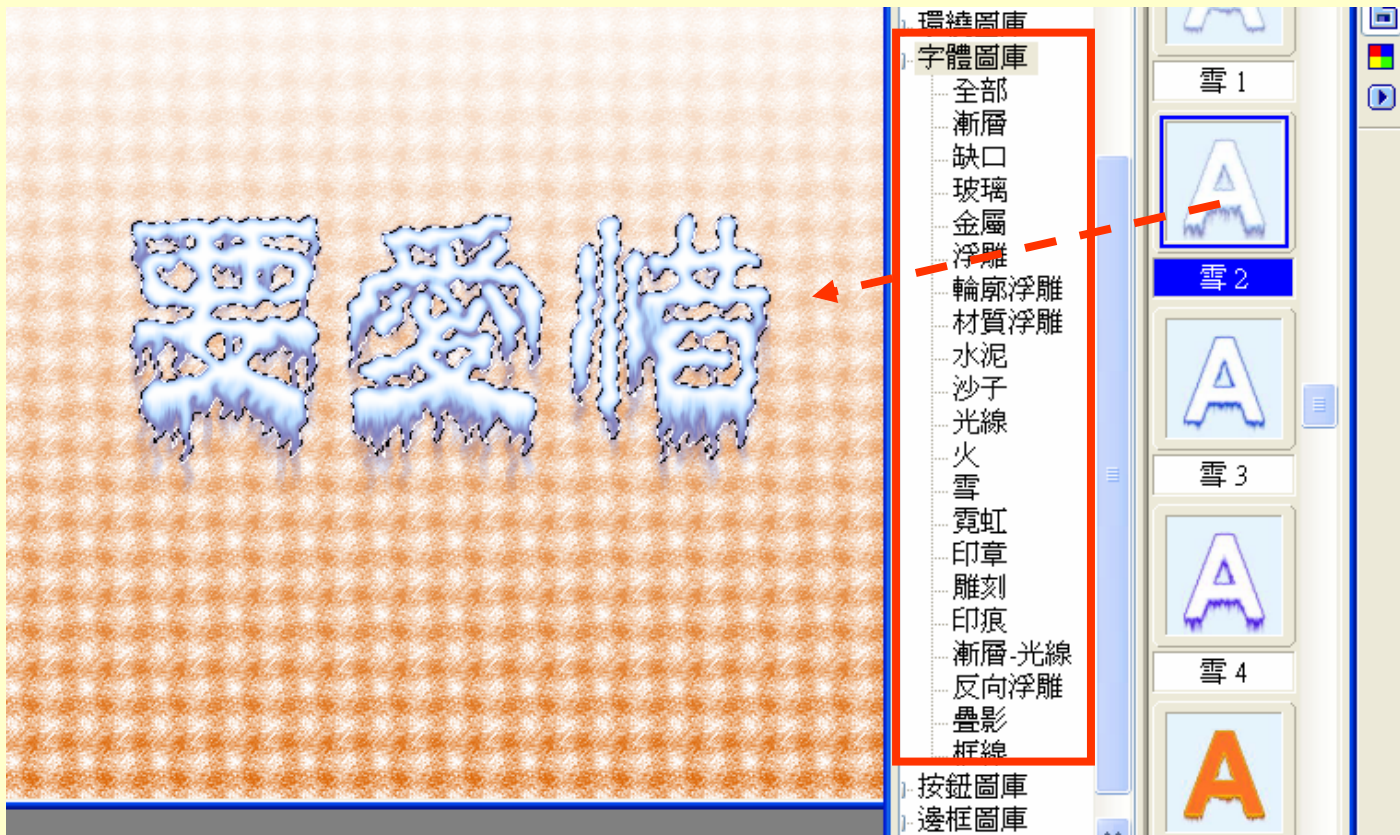 要愛惜
環繞圖庫
字體圖庫
全部
漸層
缺口
玻璃
金屬
浮雕
輪廓浮雕
材質浮雕
水泥
沙子
光線
火
雪
霓虹
印章
雕刻
印痕
漸層-光線
反向浮雕
疊影
框線
按鈕圖庫
邊框圖庫
A
雪 1
A
雪 2
A
雪 3
A
雪 4
A